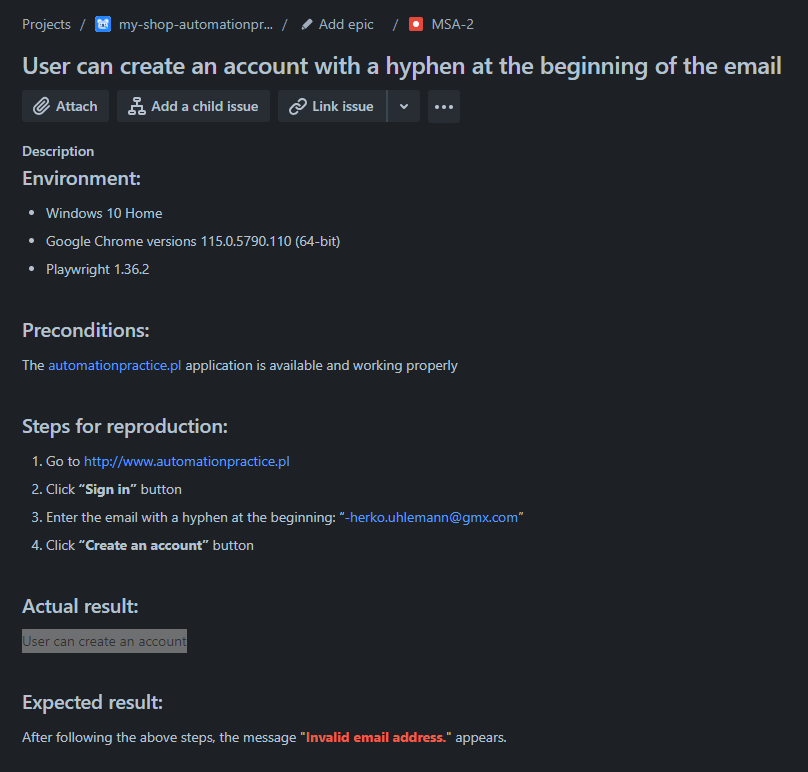 Projects / my-shop-automationpr... / Add epic / MSA-2
User can create an account with a hyphen at the beginning of the email
Attach Add a child issue Link issue
Description
Environment:
• Windows 10 Home
• Google Chrome versions 115.0.5790.110 (64-bit)
• Playwright 1.36.2
Preconditions:
The automationpractice.pl application is available and working properly
Steps for reproduction:
1. Go to http://www.automationpractice.pl
2. Click “Sign in” button
3. Enter the email with a hyphen at the beginning: “-herko.uhlemann@gmx.com”
4. Click “Create an account” button
Actual result:
User can create an account
Expected result:
After following the above steps, the message "Invalid email address." appears.